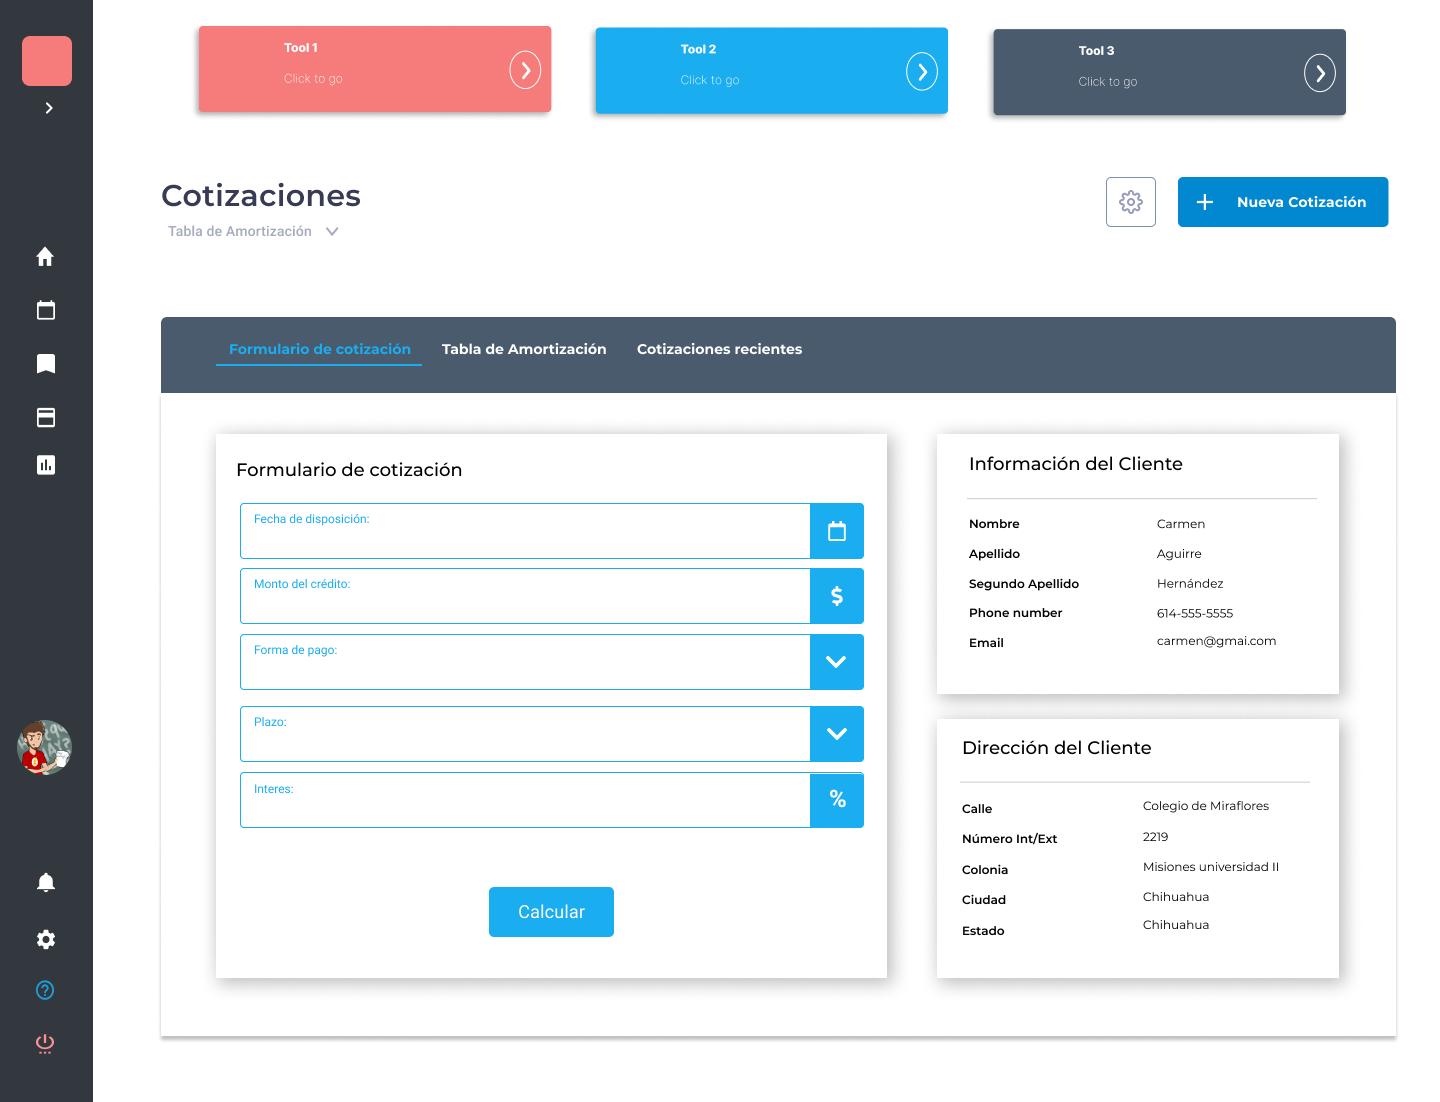 Tool 1
Click to go
Tool 2
Click to go
Tool 3
Click to go
Cotizaciones
Tabla de Amortización
Nueva Cotización
Formulario de cotización
Tabla de Amortización
Cotizaciones recientes
Formulario de cotización
Fecha de disposición:
Monto del crédito:
$
Forma de pago:
Plazo:
Interes:
%
Calcular
Información del Cliente
Nombre Carmen
Apellido Aguirre
Segundo Apellido Hernández
Phone number 614-555-5555
Email carmen@gmai.com
Dirección del Cliente
Calle Colegio de Miraflores
Número Int/Ext 2219
Colonia Misiones universidad II
Ciudad Chihuahua
Estado Chihuahua